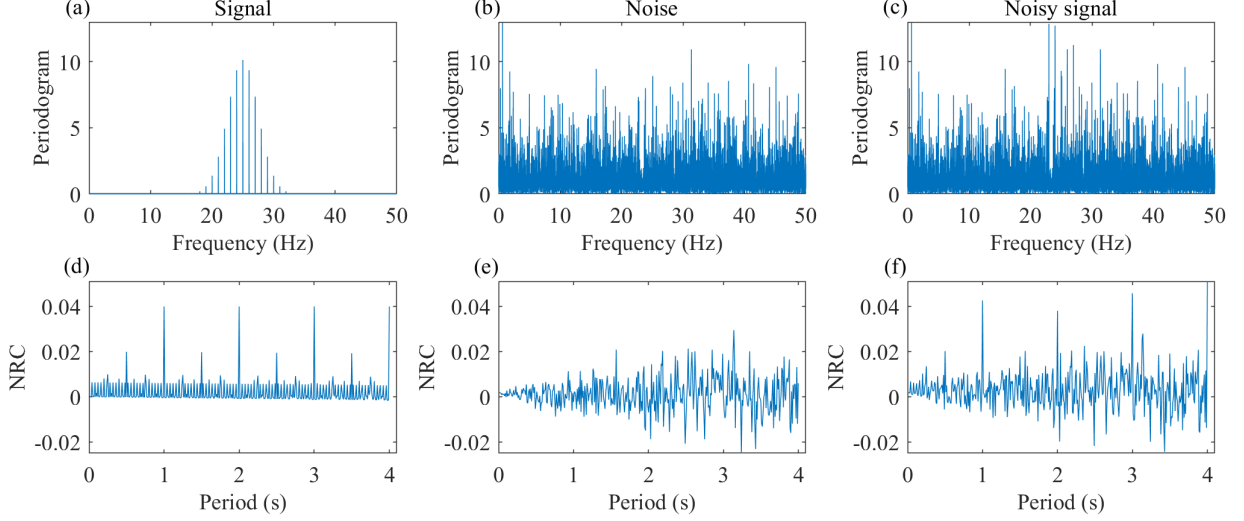 (a) Signal
(b) Noise
(c) Noisy signal
Periodogram
10
5
0
0 10 20 30 40 50
Frequency (Hz)
Periodogram
10
5
0
0 10 20 30 40 50
Frequency (Hz)
Periodogram
10
5
0
0 10 20 30 40 50
Frequency (Hz)
(d)
NRC
0.04
0.02
0
-0.02
0 1 2 3 4
Period (s)
(e)
NRC
0.04
0.02
0
-0.02
0 1 2 3 4
Period (s)
(f)
NRC
0.04
0.02
0
-0.02
0 1 2 3 4
Period (s)